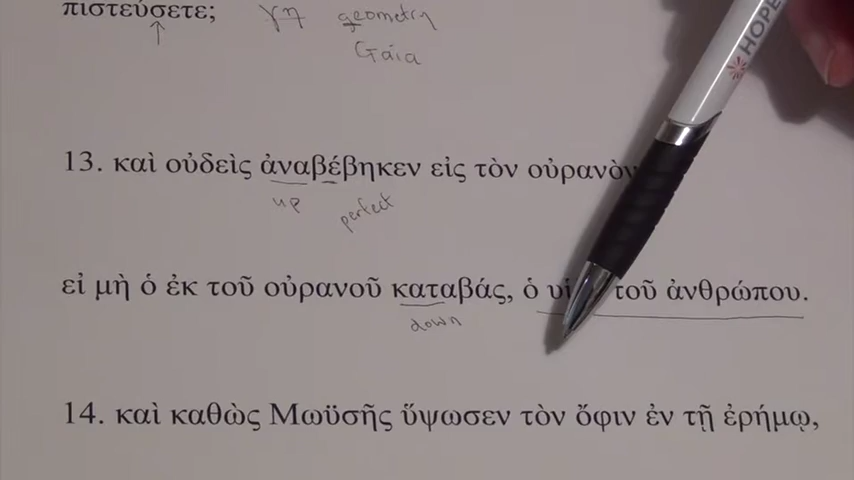 πιστεύσετε;
γη geometry
Gaia
HOPE
13. καὶ οὐδεὶς ἀναβέβηκεν εἰς τὸν οὐρανὸν
up perfect
εἰ μὴ ὁ ἐκ τοῦ οὐρανοῦ καταβάς, ὁ τοῦ ἀνθρώπου.
down
14. καὶ καθὼς Μωϋσῆς ὕψωσεν τὸν ὄφιν ἐν τῇ ἐρήμῳ,